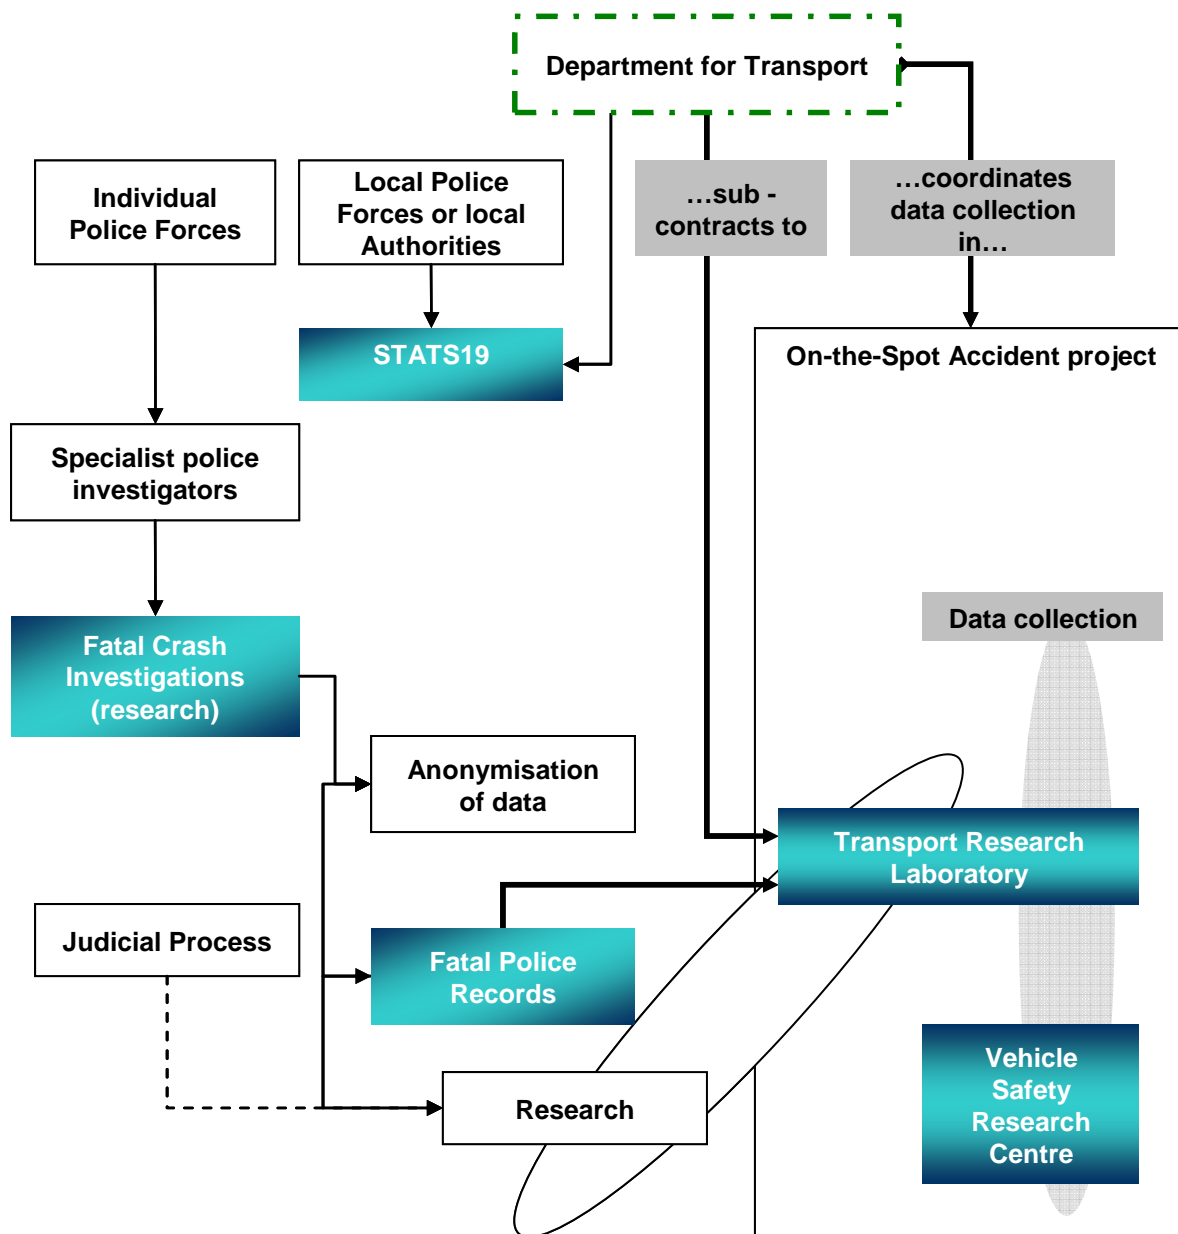 Department for Transport
Individual
Police Forces
Local Police
Forces or local
Authorities
…sub -
contracts to
…coordinates
data collection
in…
STATS19
On-the-Spot Accident project
Specialist police
investigators
Data collection
Fatal Crash
Investigations
(research)
Anonymisation
of data
Transport Research
Laboratory
Judicial Process
Fatal Police
Records
Vehicle
Safety
Research
Centre
Research